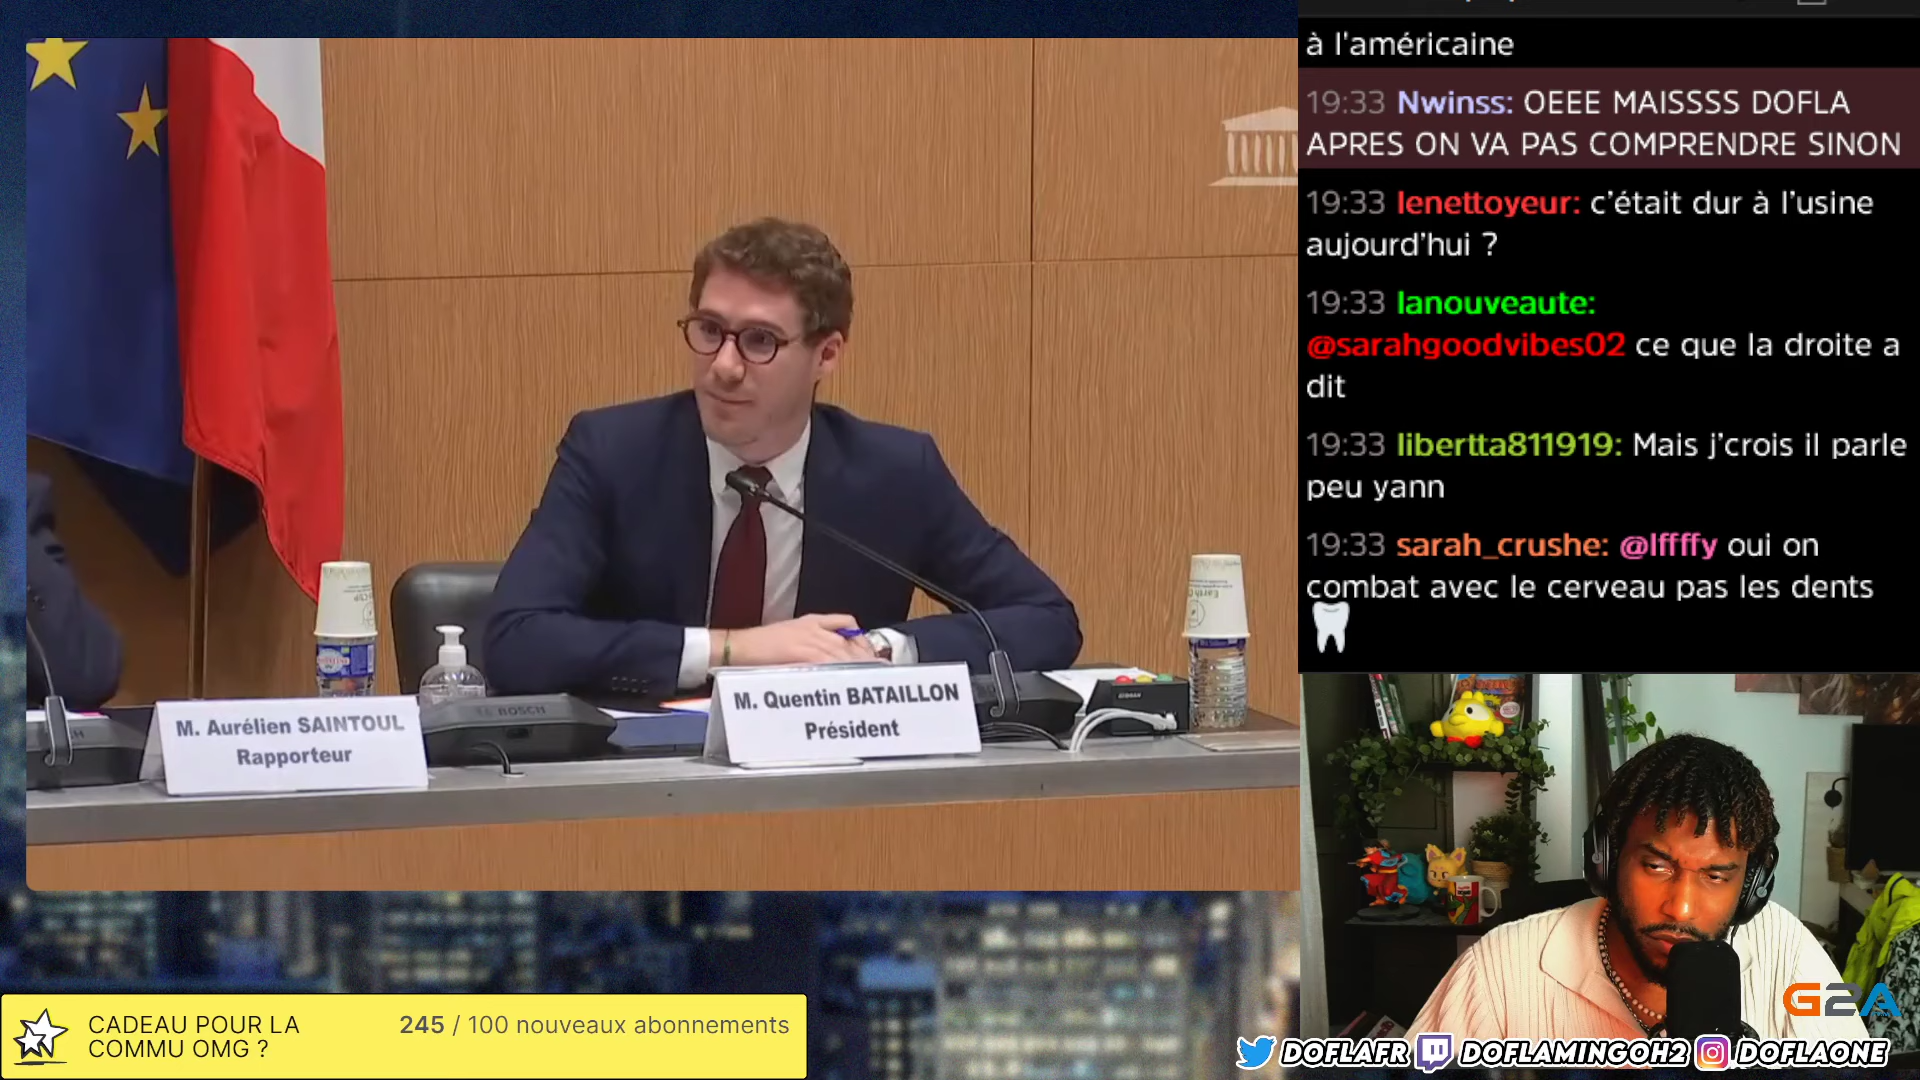 à l'américaine
19:33 Nwinss: OEEE MAISSSS DOFLA
APRES ON VA PAS COMPRENDRE SINON
19:33 lenettoyeur: c'était dur à l'usine
aujourd'hui ?
19:33 lanouveaute:
@sarahgoodvibes02 ce que la droite a
dit
19:33 libertta811919: Mais j'crois il parle
peu yann
19:33 sarah_crushe: @lfffffy oui on
combat avec le cerveau pas les dents
M. Aurélien SAINTOUL
Rapporteur
M. Quentin BATAILLON
Président
BOSCH
CADEAU POUR LA
COMMU OMG ?
245 / 100 nouveaux abonnements
G2A
DOFLAFR DOFLAMINGOH2 DOFLAONE